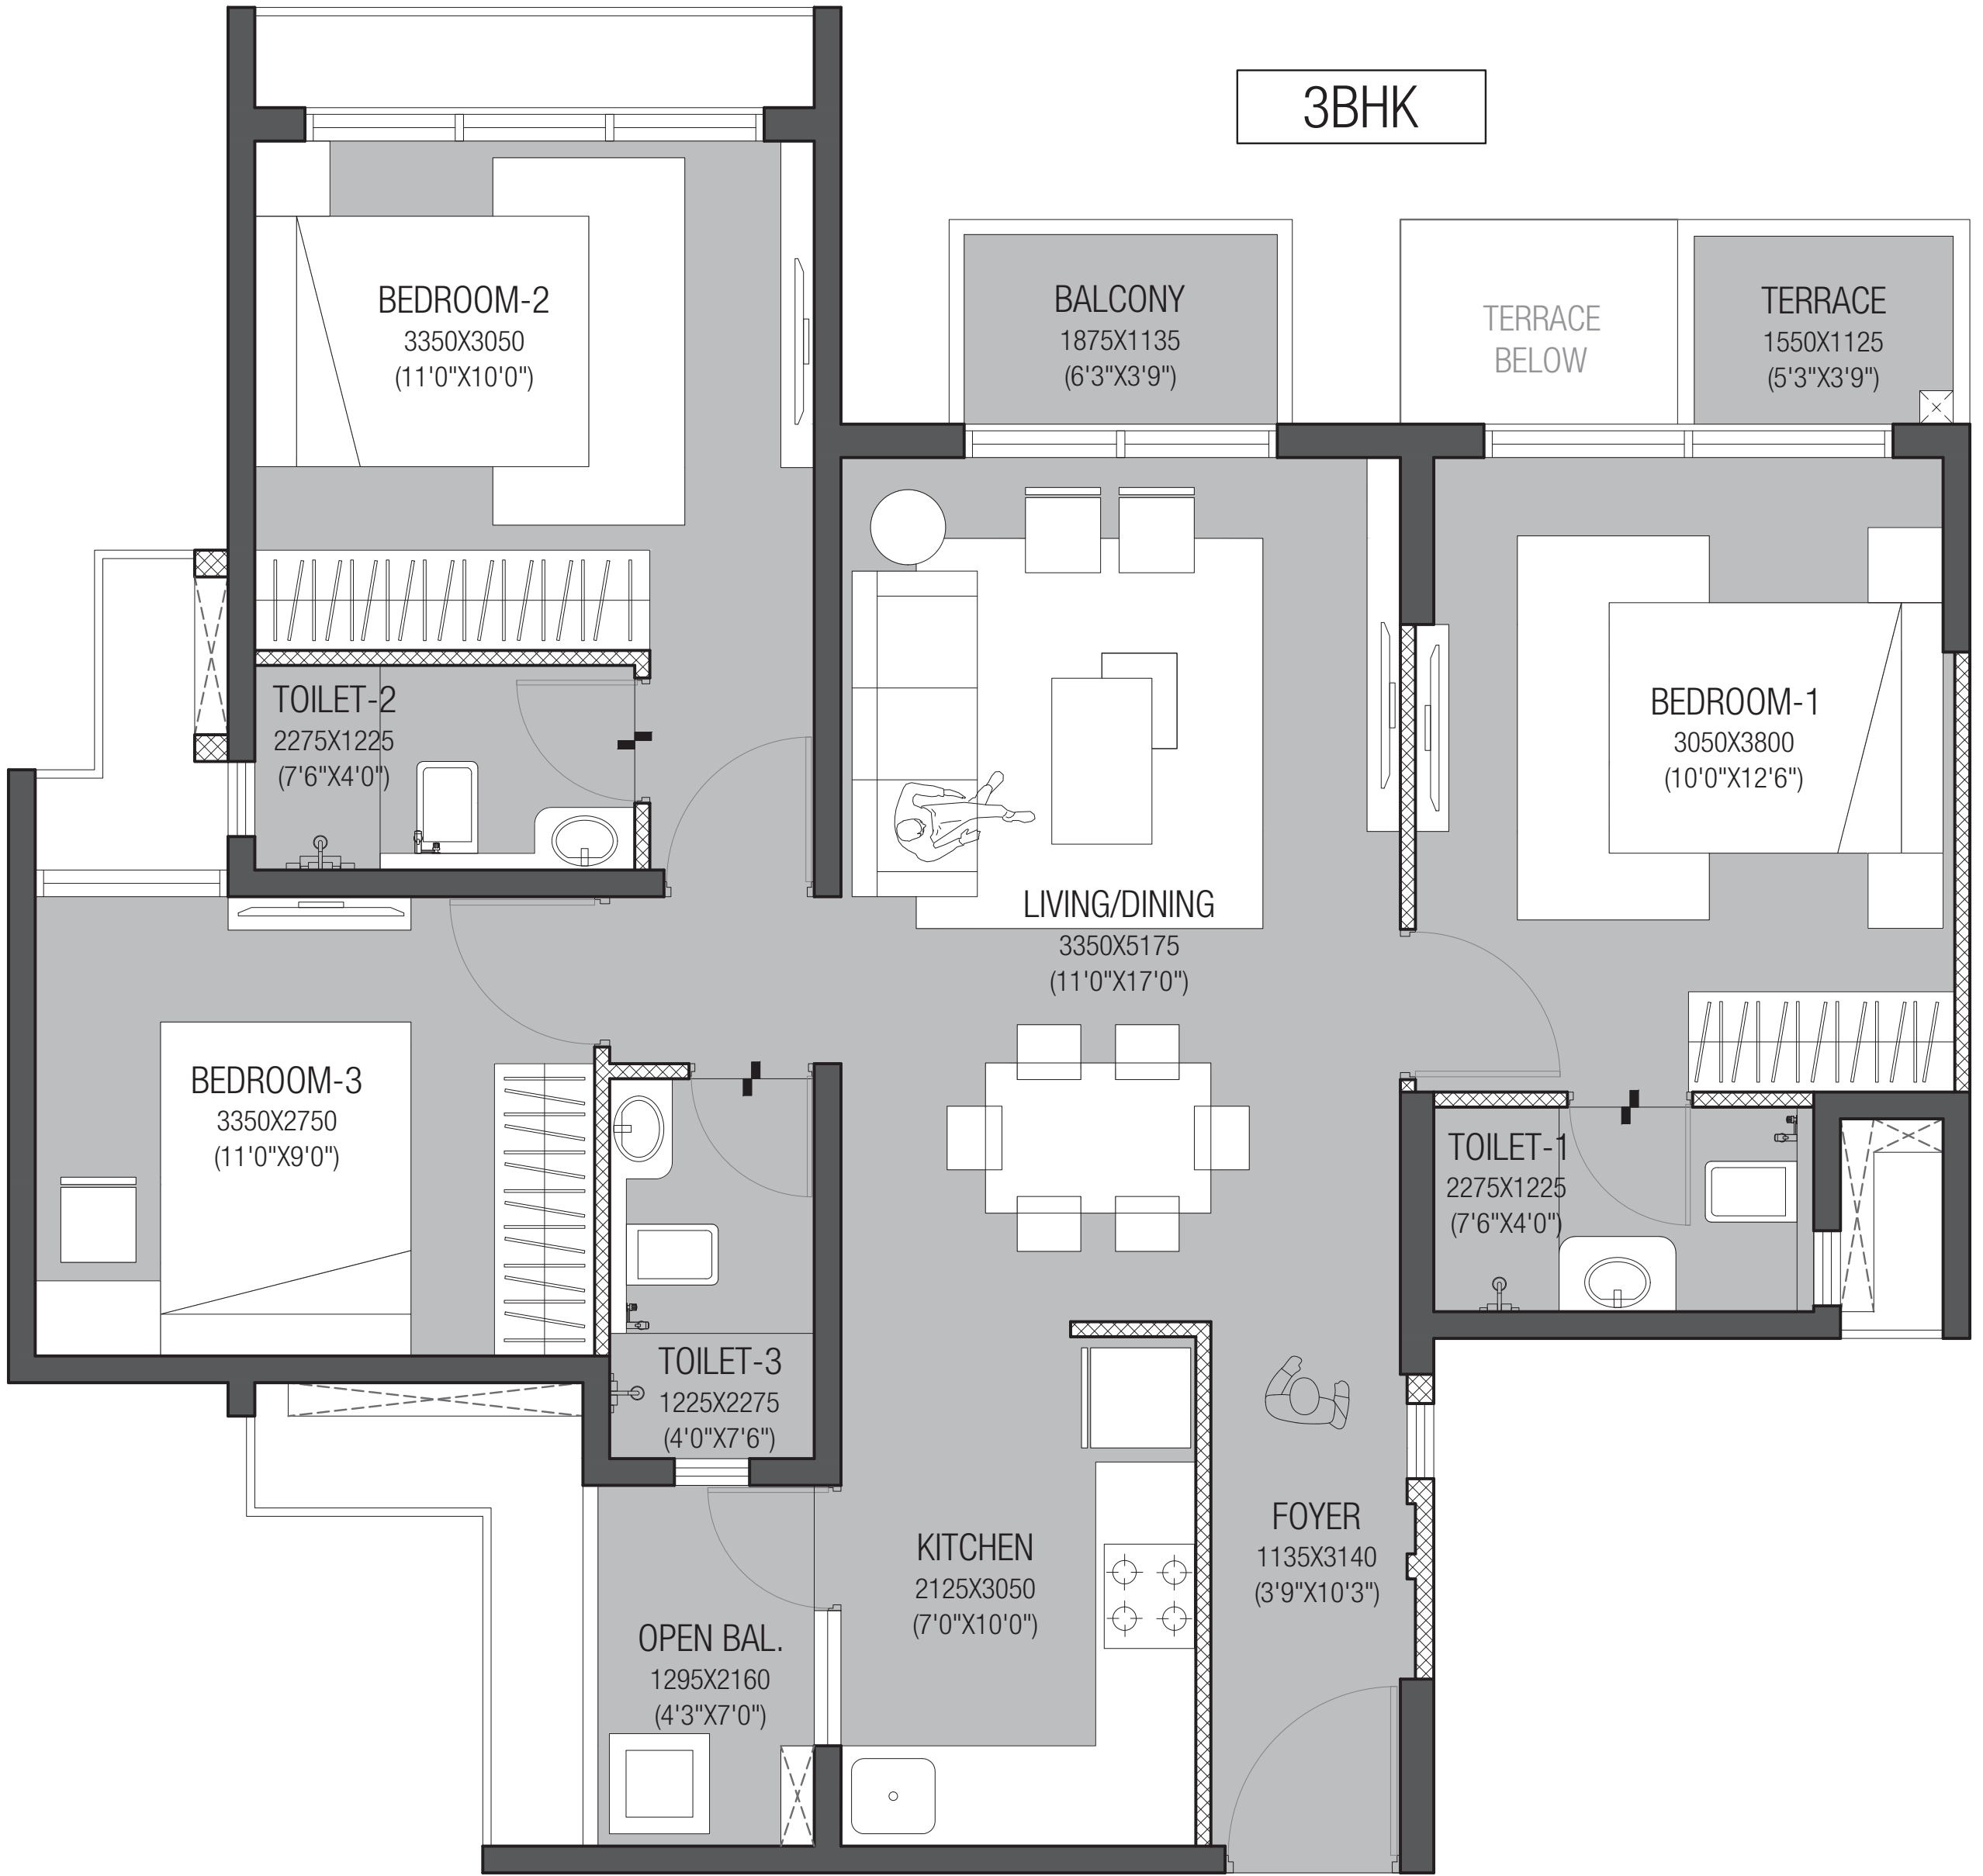 3BHK
BEDROOM-2
3350X3050
(11'0"X10'0")
BALCONY
1875X1135
(6'3"X3'9")
TERRACE
BELOW
TERRACE
1550X1125
(5'3"X3'9")
TOILET-2
2275X1225
(7'6"X4'0")
BEDROOM-1
3050X3800
(10'0"X12'6")
LIVING/DINING
3350X5175
(11'0"X17'0")
BEDROOM-3
3350X2750
(11'0"X9'0")
TOILET-1
2275X1225
(7'6"X4'0")
TOILET-3
1225X2275
(4'0"X7'6")
KITCHEN
2125X3050
(7'0"X10'0")
FOYER
1135X3140
(3'9"X10'3")
OPEN BAL.
1295X2160
(4'3"X7'0")